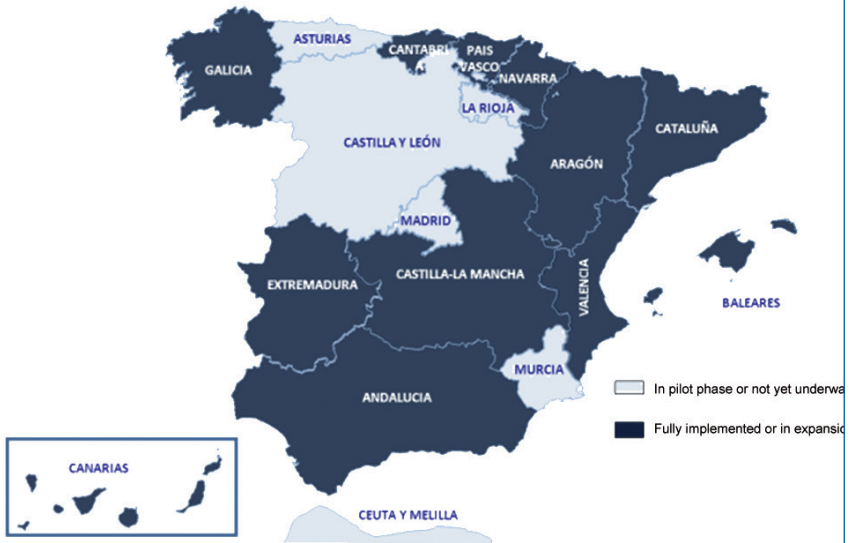 ASTURIAS
CANTABRI
A
PAIS
VASCO
GALICIA
NAVARRA
LA RIOJA
CATALUÑA
CASTILLA Y LEÓN
ARAGÓN
MADRID
CASTILLA-LA MANCHA
EXTREMADURA
VALENCIA
BALEARES
MURCIA
In pilot phase or not yet underwa
ANDALUCIA
Fully implemented or in expansio
CANARIAS
CEUTA Y MELILLA